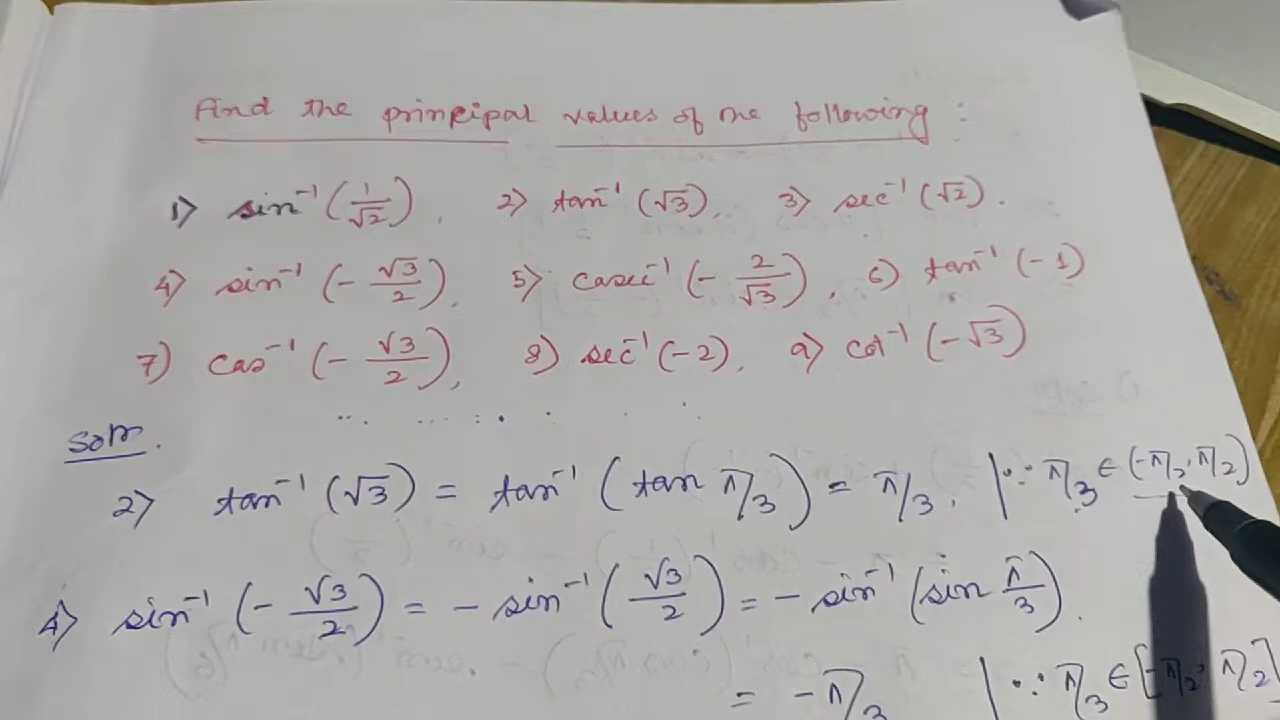 Find the principal values of the following :
1) sin⁻¹(1/√2), 2) tan⁻¹(√3), 3) sec⁻¹(√2).
4) sin⁻¹(-√3/2), 5) cosec⁻¹(-2/√3), 6) tan⁻¹(-1)
7) cos⁻¹(-√3/2), 8) sec⁻¹(-2), 9) cot⁻¹(-√3)
Soln.
2) tan⁻¹(√3) = tan⁻¹(tan π/3) = π/3. | ∵ π/3 ∈ (-π/2, π/2)
4) sin⁻¹(-√3/2) = - sin⁻¹(√3/2) = - sin⁻¹(sin π/3).
= -π/3 | ∵ π/3 ∈ [-π/2, π/2]